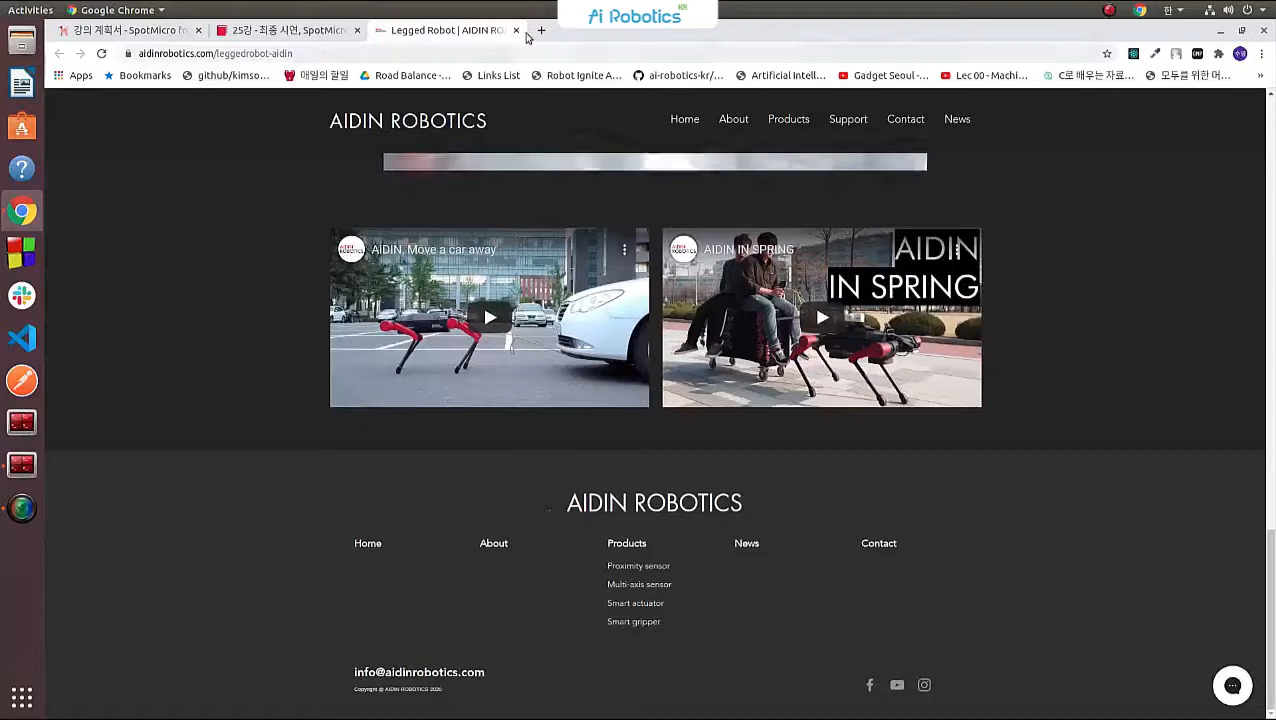 Activities
Google Chrome
Ai Robotics KR
한
강의 계획서 - SpotMicro fo
25강 - 최종 시연, SpotMicro
Legged Robot | AIDIN RO
aidinrobotics.com/leggedrobot-aidin
Apps
Bookmarks
github/kimso...
매일의 할일
Road Balance -...
Links List
Robot Ignite A...
ai-robotics-kr/...
Artificial Intelli...
Gadget Seoul -...
Lec 00 - Machi...
C로 배우는 자료...
모두를 위한 머...
»
AIDIN ROBOTICS
Home
About
Products
Support
Contact
News
AIDIN, Move a car away
AIDIN IN SPRING
AIDIN
IN SPRING
AIDIN ROBOTICS
Home
About
Products
News
Contact
Proximity sensor
Multi-axis sensor
Smart actuator
Smart gripper
info@aidinrobotics.com
Copyright @ AIDIN ROBOTICS 2020